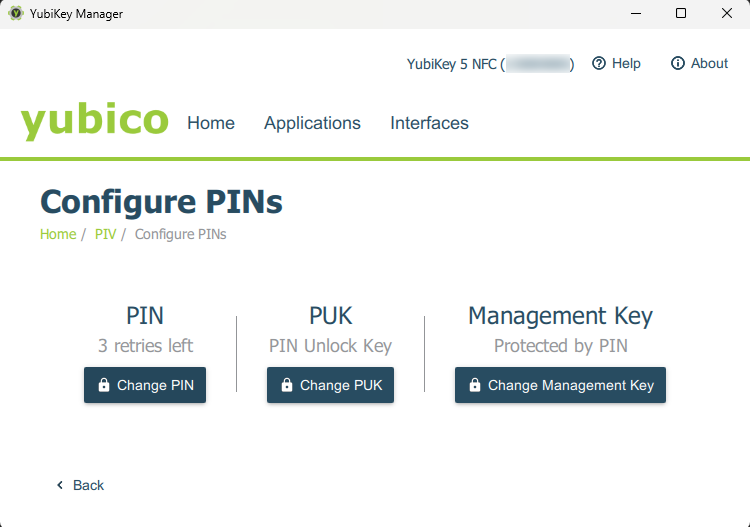 YubiKey Manager
YubiKey 5 NFC ( )
Help
About
yubico
Home
Applications
Interfaces
Configure PINs
Home / PIV / Configure PINs
PIN
3 retries left
Change PIN
PUK
PIN Unlock Key
Change PUK
Management Key
Protected by PIN
Change Management Key
Back